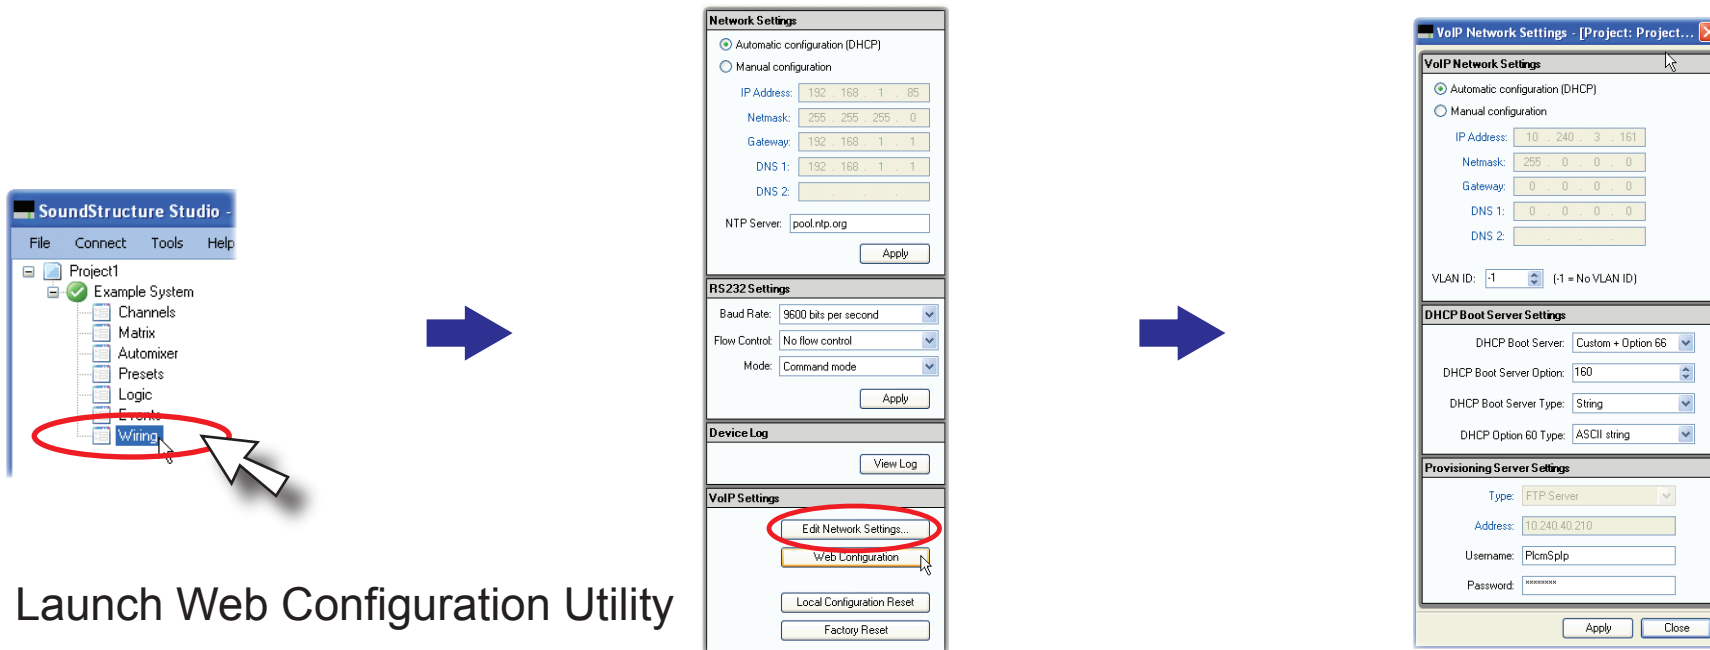 SoundStructure Studio -
File Connect Tools Help
Project1
Example System
Channels
Matrix
Automixer
Presets
Logic
Events
Wiring
Launch Web Configuration Utility
Network Settings
Automatic configuration (DHCP)
Manual configuration
IP Address: 192 . 168 . 1 . 85
Netmask: 255 . 255 . 255 . 0
Gateway: 192 . 168 . 1 . 1
DNS 1: 192 . 168 . 1 . 1
DNS 2: . . .
NTP Server: pool.ntp.org
Apply
RS232 Settings
Baud Rate: 9600 bits per second
Flow Control: No flow control
Mode: Command mode
Apply
Device Log
View Log
VoIP Settings
Edit Network Settings...
Web Configuration
Local Configuration Reset
Factory Reset
VoIP Network Settings - [Project: Project...
VoIP Network Settings
Automatic configuration (DHCP)
Manual configuration
IP Address: 10 . 240 . 3 . 161
Netmask: 255 . 0 . 0 . 0
Gateway: 0 . 0 . 0 . 0
DNS 1: 0 . 0 . 0 . 0
DNS 2: . . .
VLAN ID: -1 (-1 = No VLAN ID)
DHCP Boot Server Settings
DHCP Boot Server: Custom + Option 66
DHCP Boot Server Option: 160
DHCP Boot Server Type: String
DHCP Option 60 Type: ASCII string
Provisioning Server Settings
Type: FTP Server
Address: 10.240.40.210
Username: PlcmSpIp
Password: ********
Apply Close